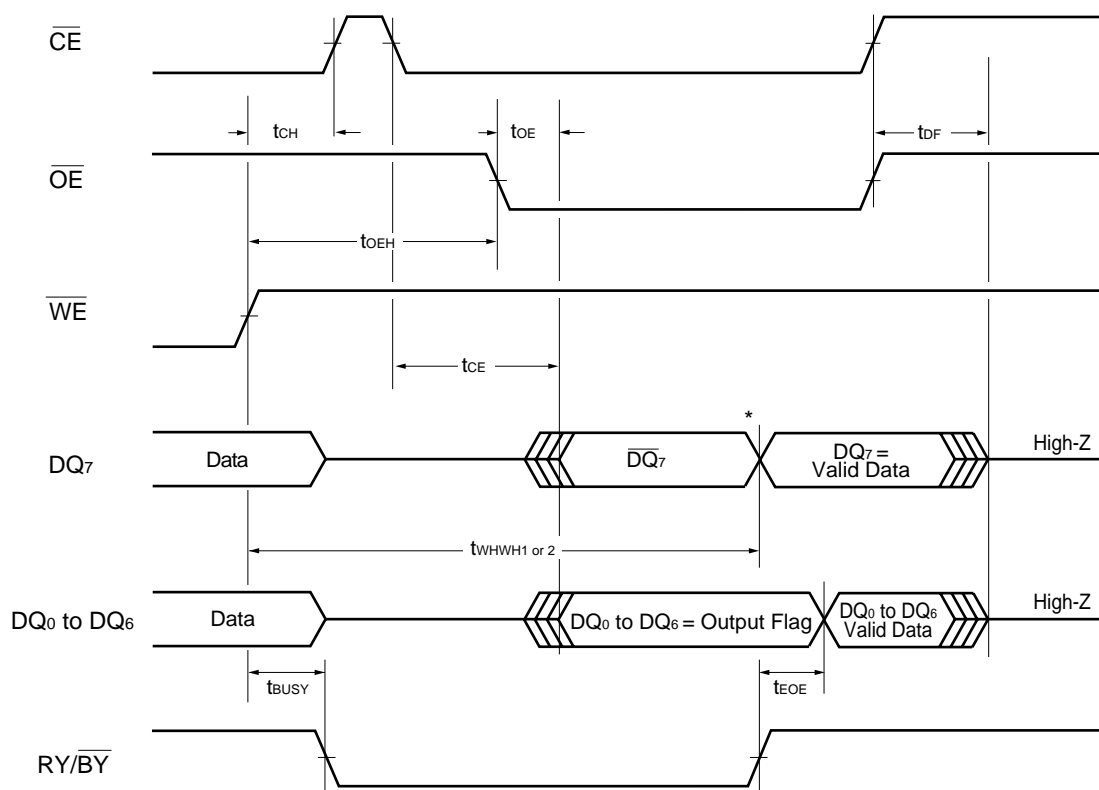 CE
tCH
tOE
tDF
OE
tOEH
WE
tCE
*
DQ7
Data
DQ7
DQ7 =
Valid Data
High-Z
tWHWH1 or 2
DQ0 to DQ6
Data
DQ0 to DQ6 = Output Flag
DQ0 to DQ6
Valid Data
High-Z
tBUSY
tEOE
RY/BY